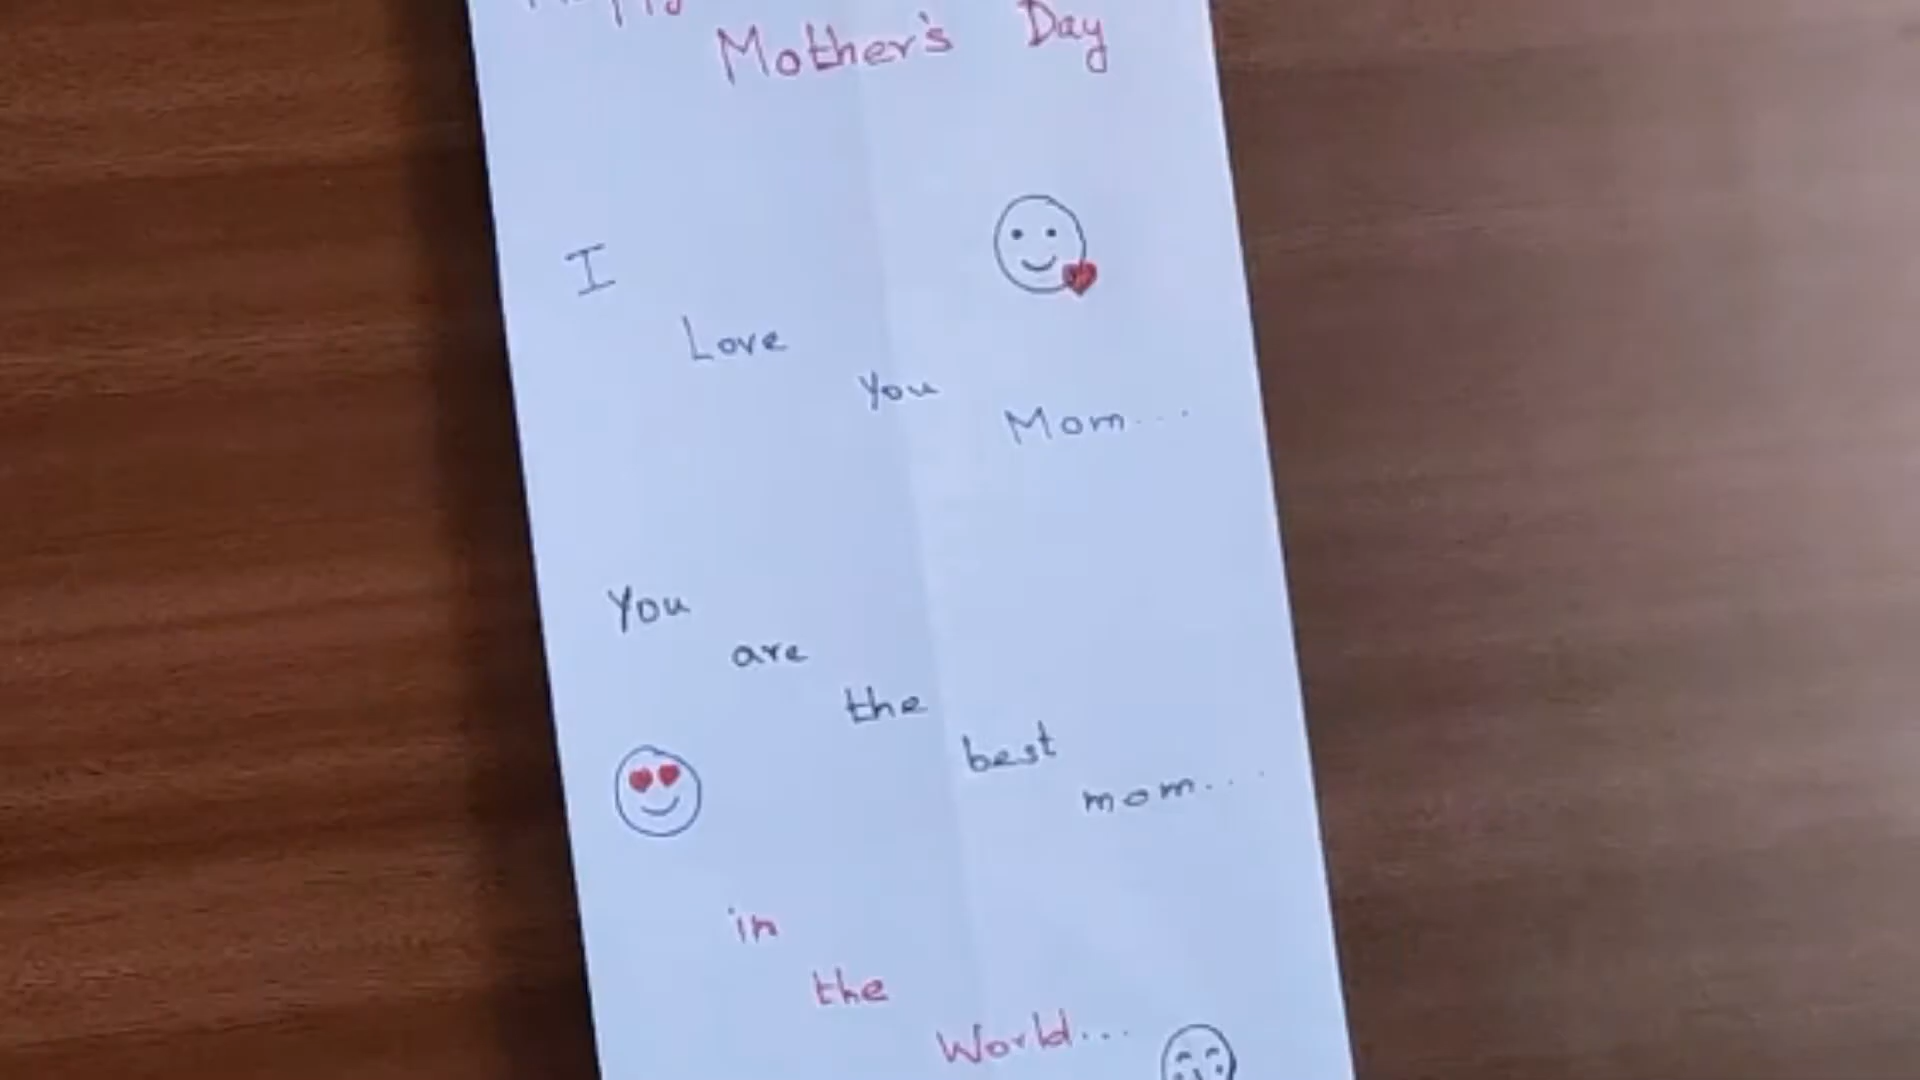 Mother's Day
I
Love
You
Mom...
You
are
the
best
mom...
in
the
World...